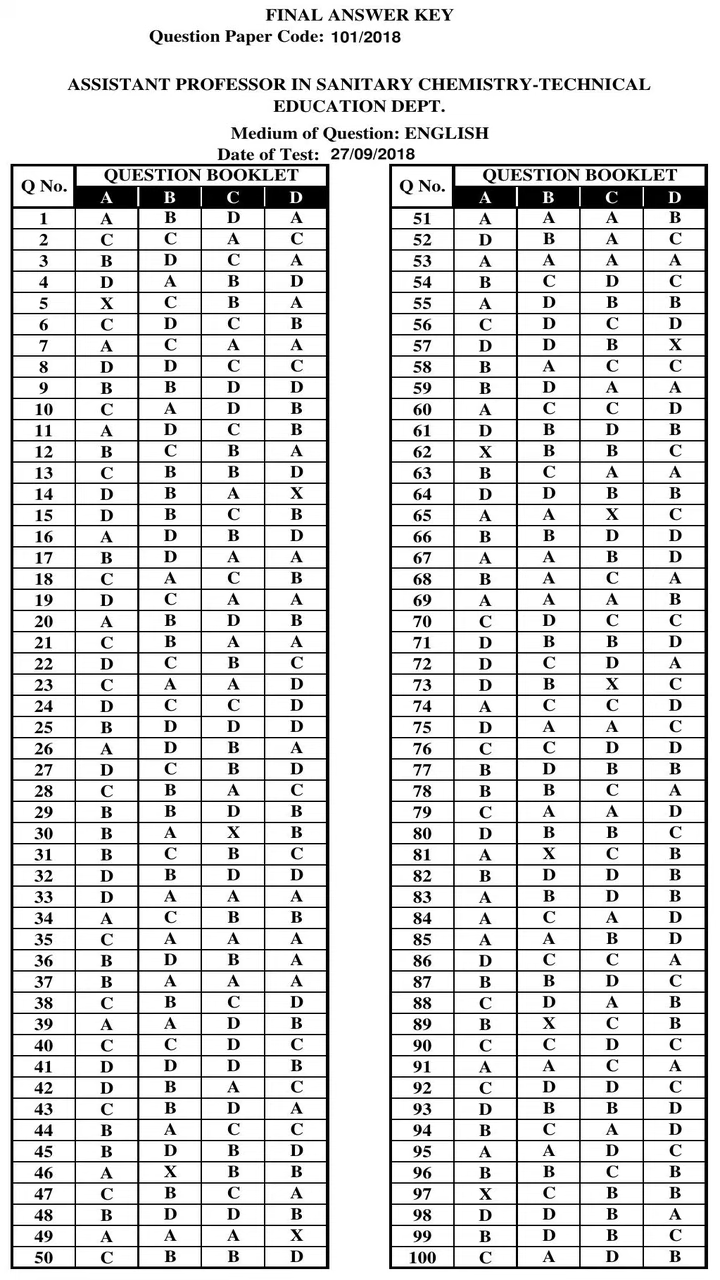 FINAL ANSWER KEY
Question Paper Code: 101/2018
ASSISTANT PROFESSOR IN SANITARY CHEMISTRY-TECHNICAL
EDUCATION DEPT.
Medium of Question: ENGLISH
Date of Test: 27/09/2018
Q No. QUESTION BOOKLET
A B C D
1 A B D A
2 C C A C
3 B D C A
4 D A B D
5 X C B A
6 C D C B
7 A C A A
8 D D C C
9 B B D D
10 C A D B
11 A D C B
12 B C B A
13 C B B D
14 D B A X
15 D B C B
16 A D B D
17 B D A A
18 C A C B
19 D C A A
20 A B D B
21 C B A A
22 D C B C
23 C A A D
24 D C C D
25 B D D D
26 A D B A
27 D C B D
28 C B A C
29 B B D B
30 B A X B
31 B C B C
32 D B D D
33 D A A A
34 A C B B
35 C A A A
36 B D B A
37 B A A A
38 C B C D
39 A A D B
40 C C D C
41 D D D B
42 D B A C
43 C B D A
44 B A C C
45 B D B D
46 A X B B
47 C B C A
48 B D D B
49 A A A X
50 C B B D
Q No. QUESTION BOOKLET
A B C D
51 A A A B
52 D B A C
53 A A A A
54 B C D C
55 A D B B
56 C D C D
57 D D B X
58 B A C C
59 B D A A
60 A C C D
61 D B D B
62 X B B C
63 B C A A
64 D D B B
65 A A X C
66 B B D D
67 A A B D
68 B A C A
69 A A A B
70 C D C C
71 D B B D
72 D C D A
73 D B X C
74 A C C D
75 D A A C
76 C C D D
77 B D B B
78 B B C A
79 C A A D
80 D B B C
81 A X C B
82 B D D B
83 A B D B
84 A C A D
85 A A B D
86 D C C A
87 B B D C
88 C D A B
89 B X C B
90 C C D C
91 A A C A
92 C D D C
93 D B B D
94 B C A D
95 A A D C
96 B B C B
97 X C B B
98 D D B A
99 B D B C
100 C A D B